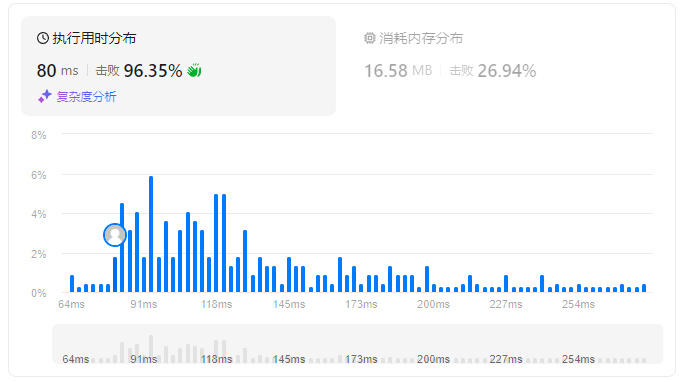 执行用时分布
消耗内存分布
80 ms 击败 96.35%
16.58 MB 击败 26.94%
复杂度分析
8%
6%
4%
2%
0%
64ms 91ms 118ms 145ms 173ms 200ms 227ms 254ms
64ms 91ms 118ms 145ms 173ms 200ms 227ms 254ms